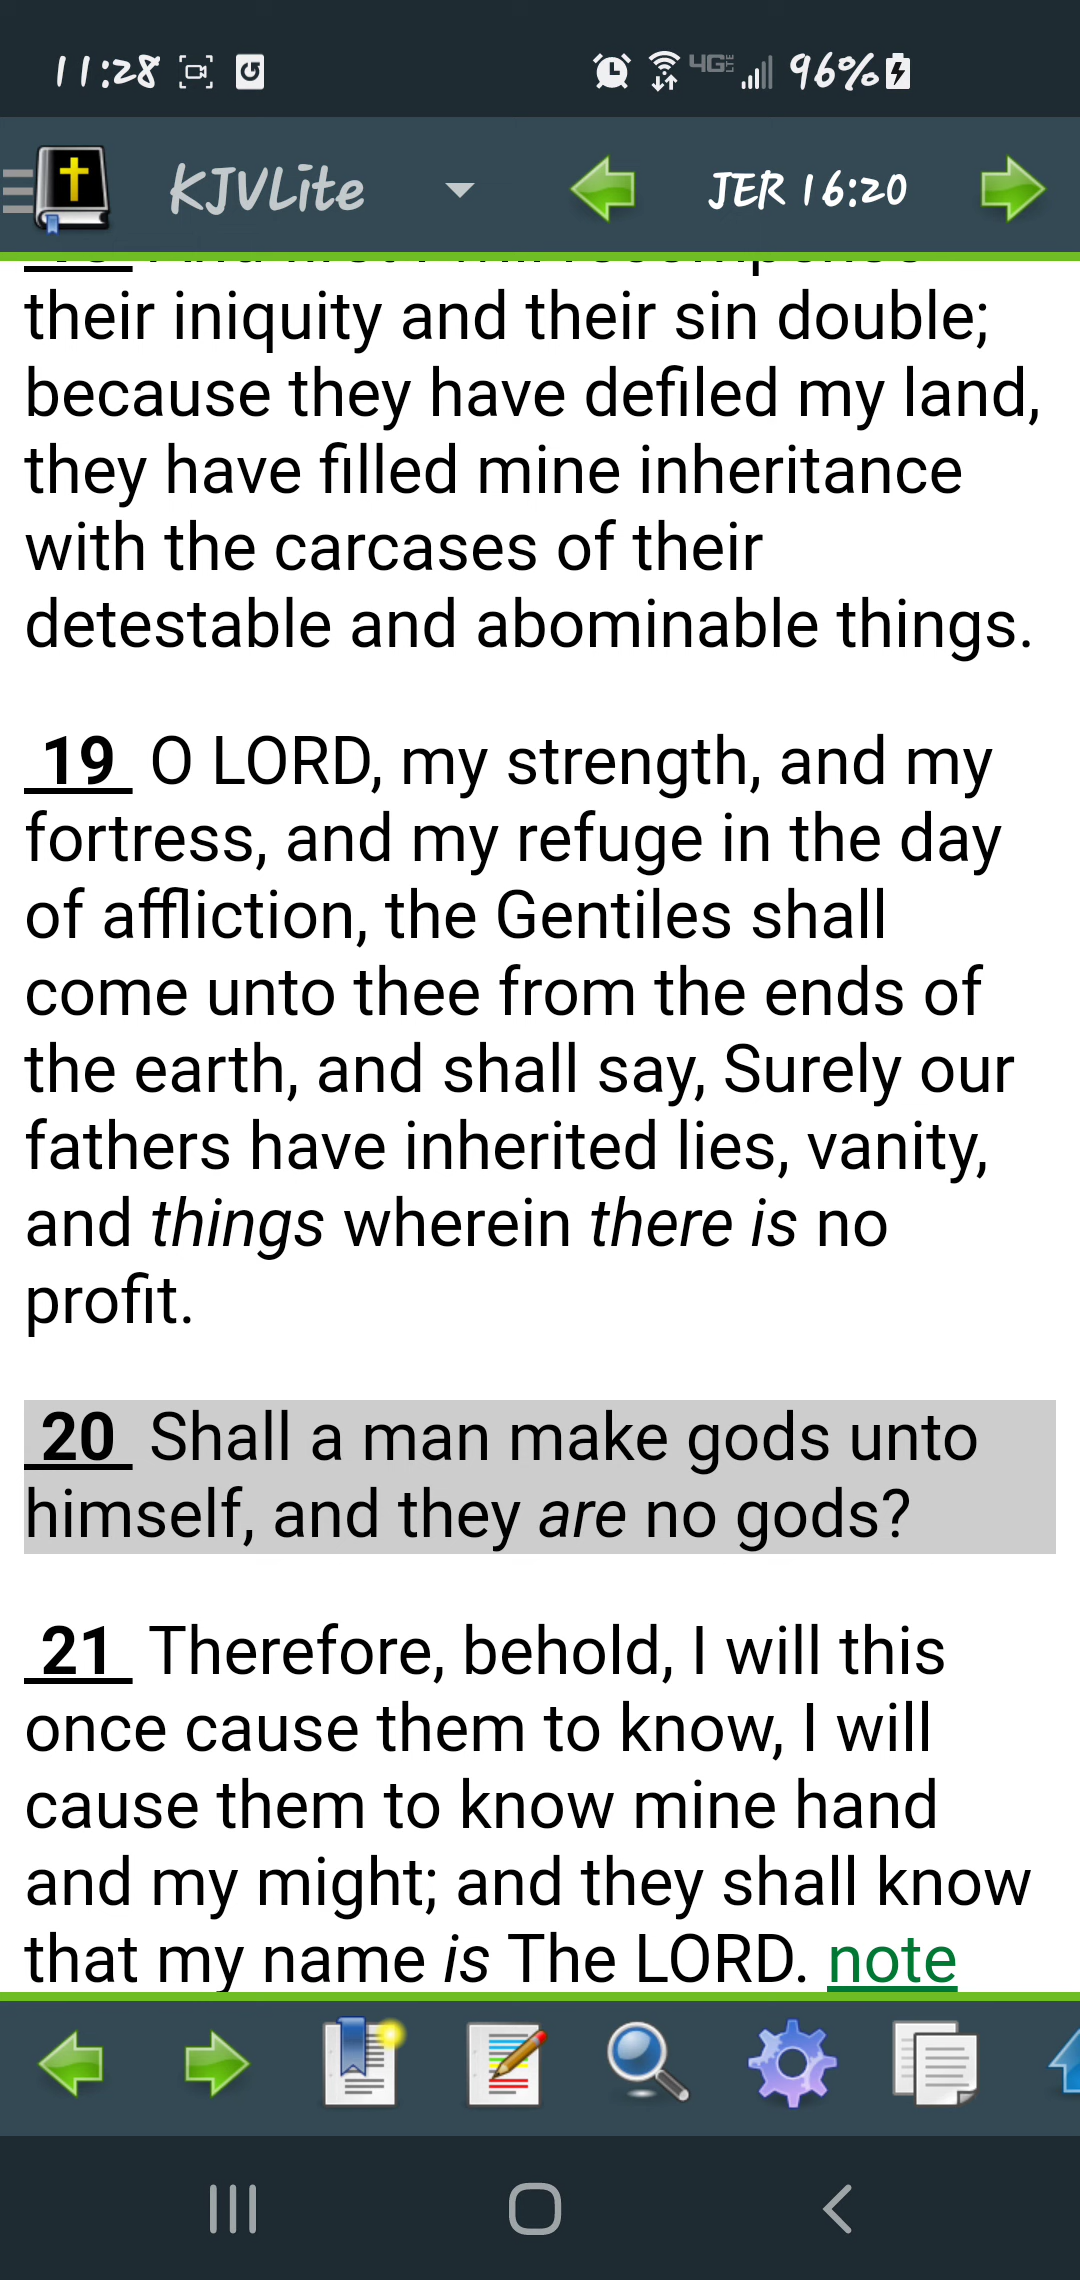 11:28 4G LTE 96%
KJVLite JER 16:20
their iniquity and their sin double;
because they have defiled my land,
they have filled mine inheritance
with the carcases of their
detestable and abominable things.
19 O LORD, my strength, and my
fortress, and my refuge in the day
of affliction, the Gentiles shall
come unto thee from the ends of
the earth, and shall say, Surely our
fathers have inherited lies, vanity,
and things wherein there is no
profit.
20 Shall a man make gods unto
himself, and they are no gods?
21 Therefore, behold, I will this
once cause them to know, I will
cause them to know mine hand
and my might; and they shall know
that my name is The LORD. note